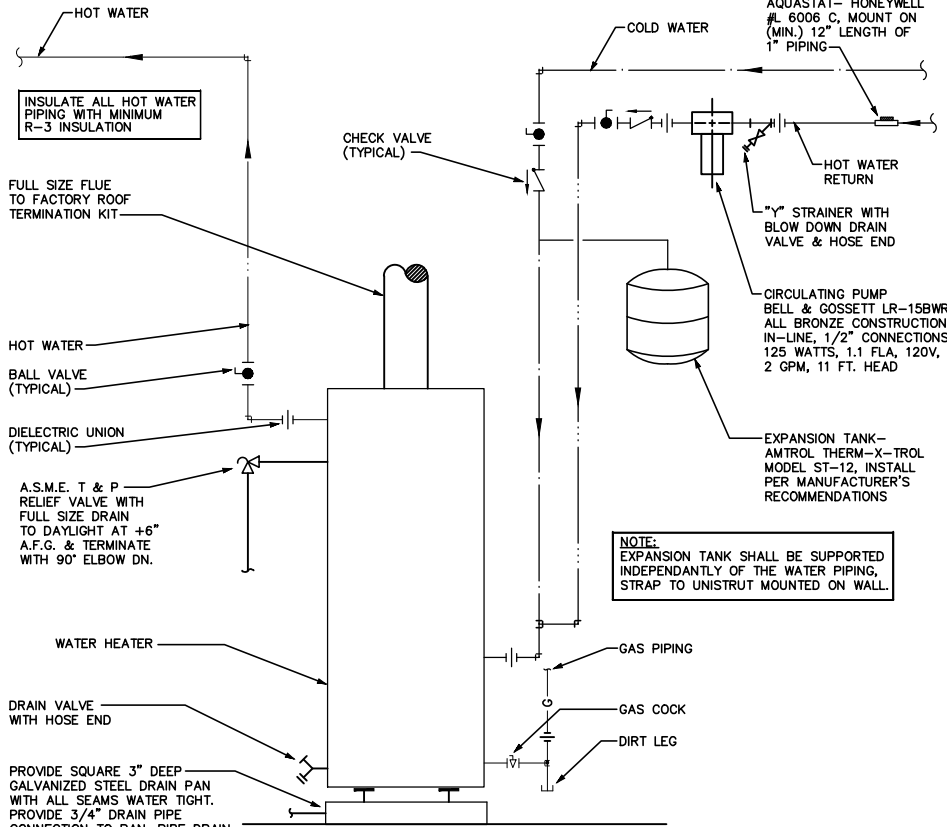 HOT WATER
INSULATE ALL HOT WATER
PIPING WITH MINIMUM
R-3 INSULATION
FULL SIZE FLUE
TO FACTORY ROOF
TERMINATION KIT
HOT WATER
BALL VALVE
(TYPICAL)
DIELECTRIC UNION
(TYPICAL)
A.S.M.E. T & P
RELIEF VALVE WITH
FULL SIZE DRAIN
TO DAYLIGHT AT +6"
A.F.G. & TERMINATE
WITH 90° ELBOW DN.
WATER HEATER
DRAIN VALVE
WITH HOSE END
PROVIDE SQUARE 3" DEEP
GALVANIZED STEEL DRAIN PAN
WITH ALL SEAMS WATER TIGHT.
PROVIDE 3/4" DRAIN PIPE
CONNECTION TO PAN. PIPE DRAIN
CHECK VALVE
(TYPICAL)
COLD WATER
AQUASTAT- HONEYWELL
#L 6006 C, MOUNT ON
(MIN.) 12" LENGTH OF
1" PIPING
HOT WATER
RETURN
"Y" STRAINER WITH
BLOW DOWN DRAIN
VALVE & HOSE END
CIRCULATING PUMP
BELL & GOSSETT LR-15BWR
ALL BRONZE CONSTRUCTION
IN-LINE, 1/2" CONNECTIONS
125 WATTS, 1.1 FLA, 120V,
2 GPM, 11 FT. HEAD
EXPANSION TANK-
AMTROL THERM-X-TROL
MODEL ST-12, INSTALL
PER MANUFACTURER'S
RECOMMENDATIONS
NOTE:
EXPANSION TANK SHALL BE SUPPORTED
INDEPENDANTLY OF THE WATER PIPING,
STRAP TO UNISTRUT MOUNTED ON WALL.
GAS PIPING
G
GAS COCK
DIRT LEG